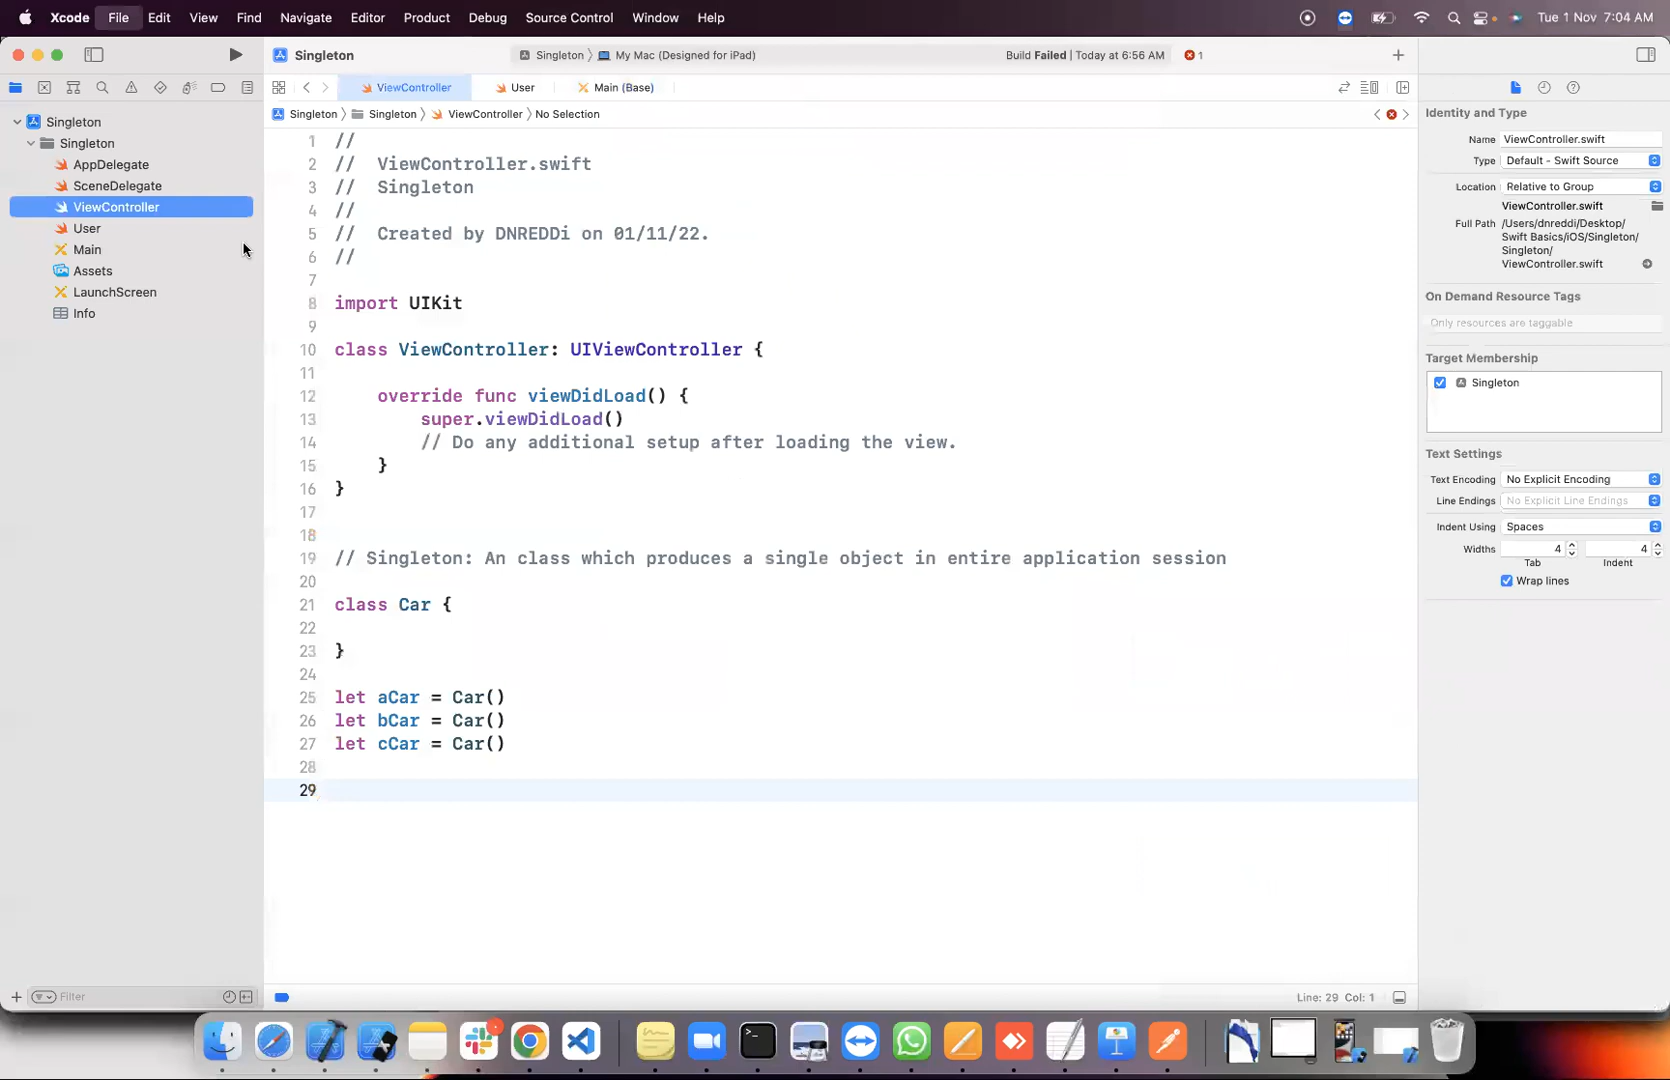 Xcode File Edit View Find Navigate Editor Product Debug Source Control Window Help
Tue 1 Nov 7:04 AM
Singleton
Singleton 〉 My Mac (Designed for iPad)
Build Failed | Today at 6:56 AM
1
ViewController
User
Main (Base)
Singleton 〉 Singleton 〉 ViewController 〉 No Selection
Singleton
Singleton
AppDelegate
SceneDelegate
ViewController
User
Main
Assets
LaunchScreen
Info
Filter
1 //
2 //  ViewController.swift
3 //  Singleton
4 //
5 //  Created by DNREDDi on 01/11/22.
6 //
7
8 import UIKit
9
10 class ViewController: UIViewController {
11
12     override func viewDidLoad() {
13         super.viewDidLoad()
14         // Do any additional setup after loading the view.
15     }
16 }
17
18
19 // Singleton: An class which produces a single object in entire application session
20
21 class Car {
22
23 }
24
25 let aCar = Car()
26 let bCar = Car()
27 let cCar = Car()
28
29
Line: 29 Col: 1
Identity and Type
Name ViewController.swift
Type Default - Swift Source
Location Relative to Group
ViewController.swift
Full Path /Users/dnreddi/Desktop/
Swift Basics/iOS/Singleton/
Singleton/
ViewController.swift
On Demand Resource Tags
Only resources are taggable
Target Membership
Singleton
Text Settings
Text Encoding No Explicit Encoding
Line Endings No Explicit Line Endings
Indent Using Spaces
Widths 4 4
Tab Indent
Wrap lines